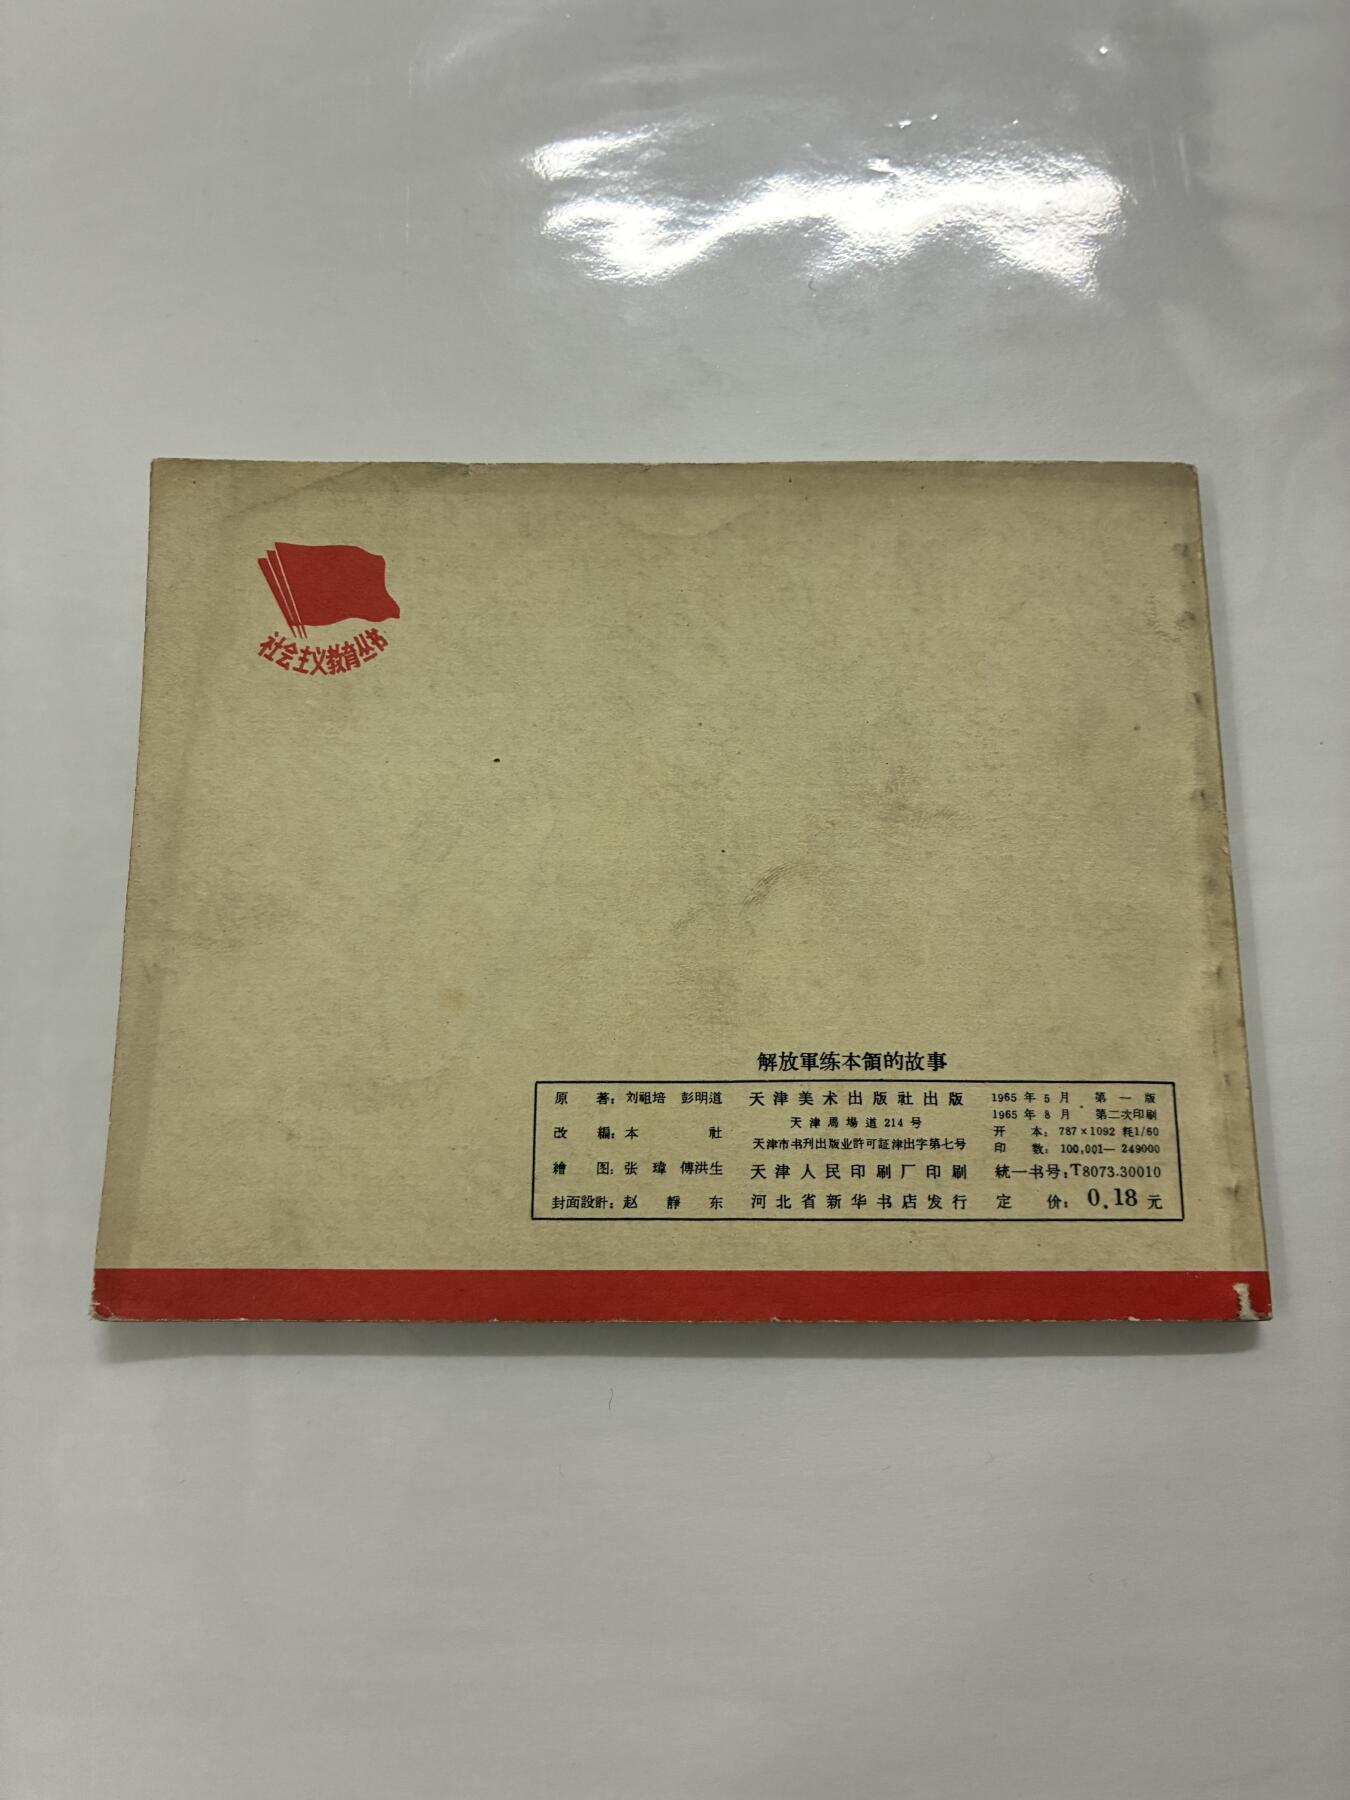 社会主义教育丛书
解放軍练本領的故事
原 著：刘祖培 彭明道
改 編：本 社
繪 图：张 瑋 傅洪生
封面設計：赵 靜 东
天津美术出版社出版
天津馬場道214号
天津市书刋出版业許可証津出字第七号
天津人民印刷厂印刷
河北省新华书店发行
1965年5月 第一版
1965年8月 第二次印刷
开 本：787×1092 耗1/60
印 数：100,001—249000
統一书号：T8073.30010
定 价：0.18元